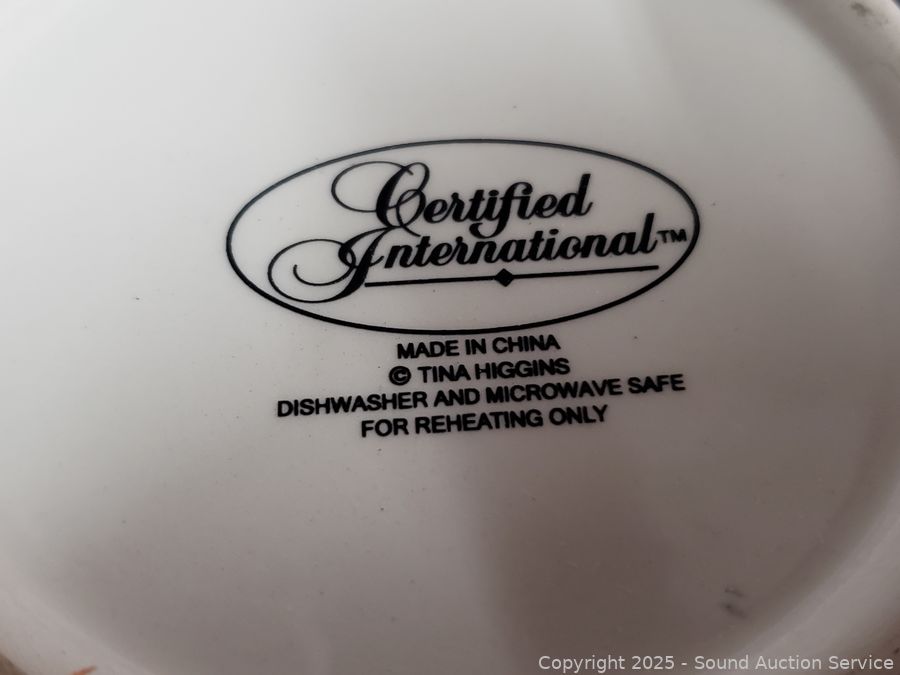 Certified
International™
MADE IN CHINA
© TINA HIGGINS
DISHWASHER AND MICROWAVE SAFE
FOR REHEATING ONLY
Copyright 2025 - Sound Auction Service